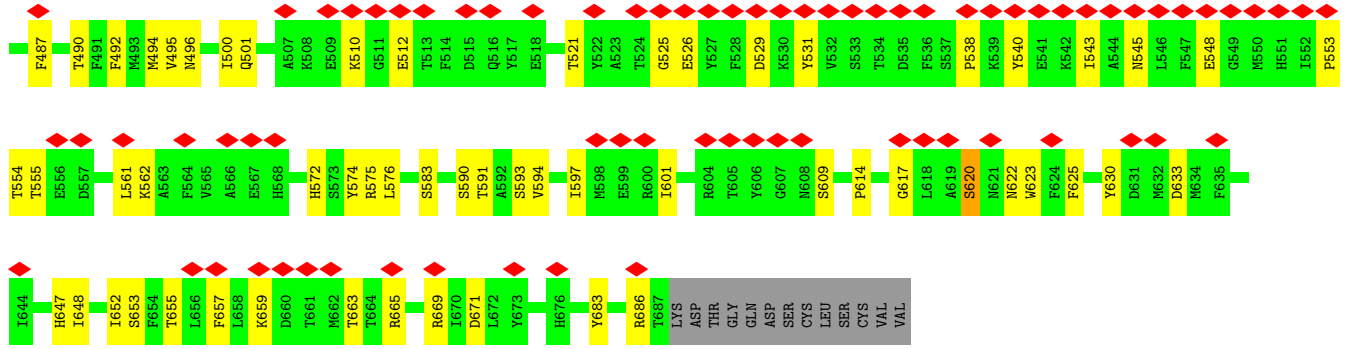 F487 T490 F491 F492 M493 M494 V495 N496 I500 Q501 A507 K508 E509 K510 G511 E512 T513 F514 D515 Q516 Y517 E518 T521 Y522 A523 T524 G525 E526 Y527 F528 D529 K530 Y531 V532 S533 T534 D535 F536 S537 P538 K539 Y540 E541 K542 I543 A544 N545 L546 F547 E548 G549 M550 H551 I552 P553
T554 T555 E556 D557 L561 K562 A563 F564 V565 A566 E567 H568 H572 S573 Y574 R575 L576 S583 S590 T591 A592 S593 V594 I597 M598 E599 R600 I601 R604 T605 Y606 G607 N608 S609 P614 G617 L618 A619 S620 N621 N622 W623 F624 F625 Y630 D631 M632 D633 M634 F635
I644 H647 I648 I652 S653 F654 T655 L656 F657 L658 K659 D660 T661 M662 T663 T664 R665 R669 I670 D671 L672 Y673 H676 Y683 R686 T687 LYS ASP THR GLY GLN ASP SER CYS LEU SER CYS VAL VAL